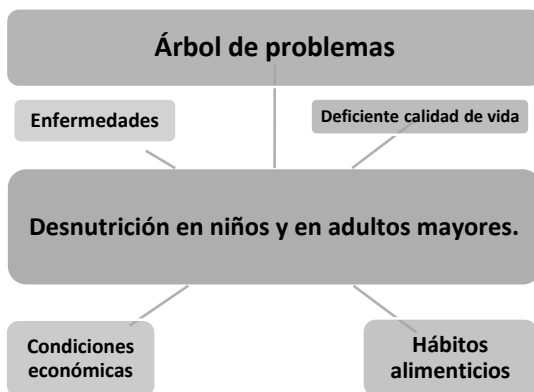 Árbol de problemas
Enfermedades
Deficiente calidad de vida
Desnutrición en niños y en adultos mayores.
Condiciones
económicas
Hábitos
alimenticios